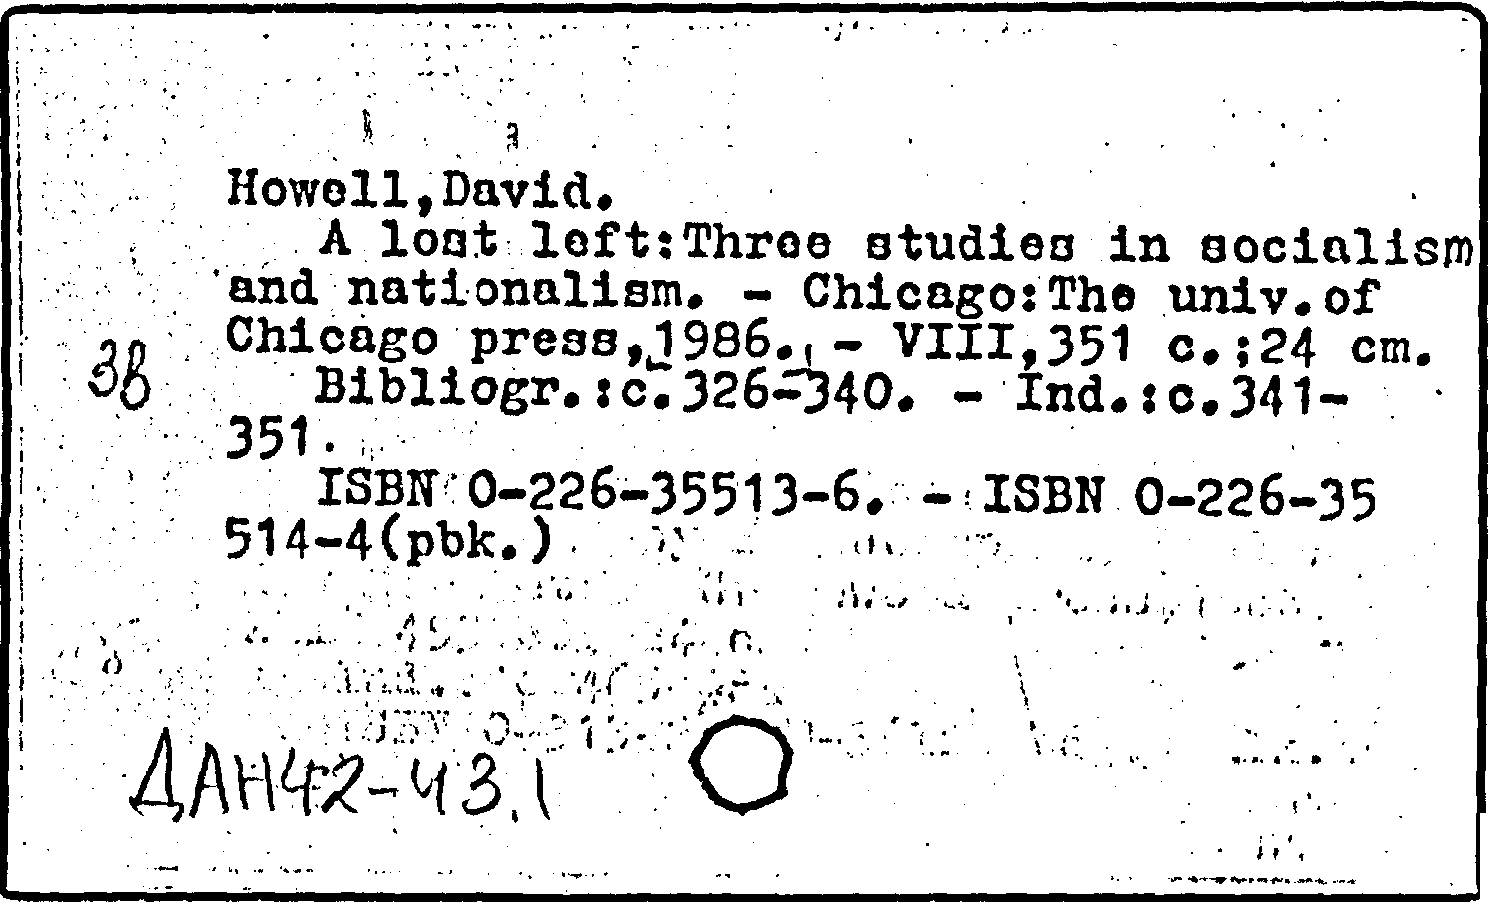 Howell,David.
A lost left:Three studies in socialism
and nationalism. - Chicago:The univ.of
Chicago press,1986. - VIII,351 c.;24 cm.
Bibliogr.:c.326-340. - Ind.:c.341-
351.
ISBN 0-226-35513-6. - ISBN 0-226-35
514-4(pbk.)
ЗВ
ДАН42-43.1